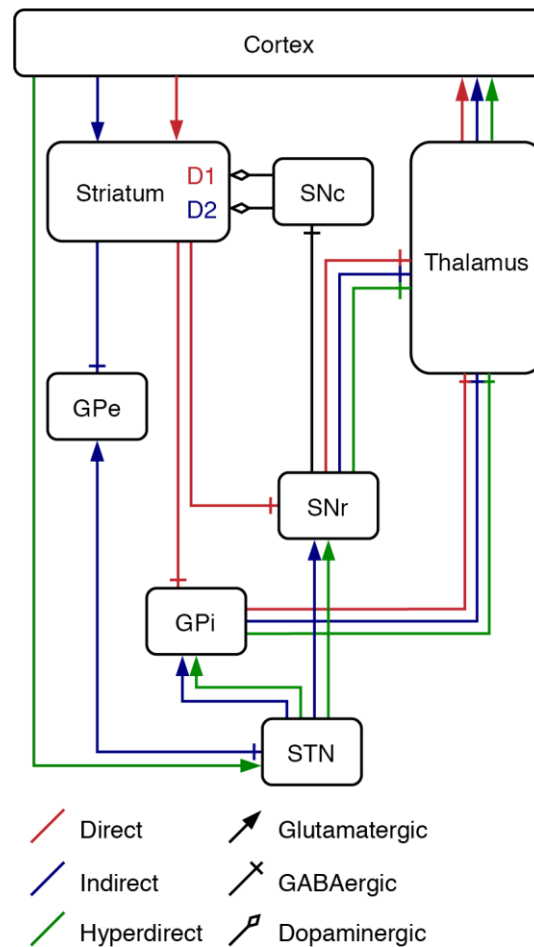 Cortex
D1
SNc
Striatum
D2
Thalamus
GPe
SNr
GPi
STN
Direct
Glutamatergic
Indirect
GABAergic
Hyperdirect
Dopaminergic